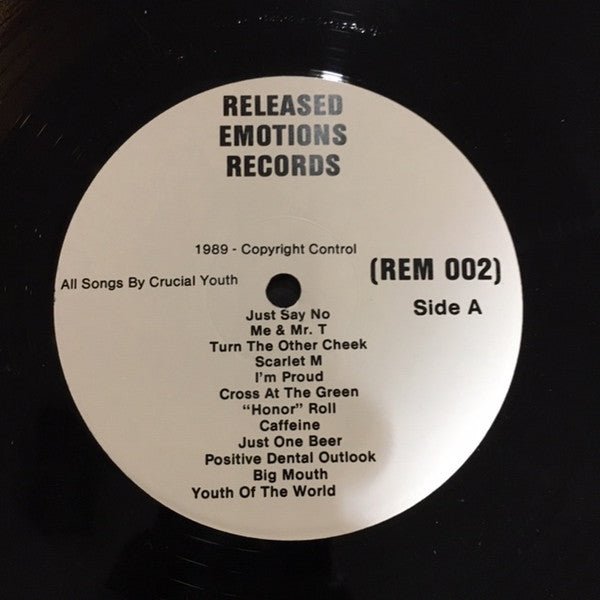 RELEASED
EMOTIONS
RECORDS
1989 - Copyright Control
All Songs By Crucial Youth
(REM 002)
Side A
Just Say No
Me & Mr. T
Turn The Other Cheek
Scarlet M
I'm Proud
Cross At The Green
"Honor" Roll
Caffeine
Just One Beer
Positive Dental Outlook
Big Mouth
Youth Of The World